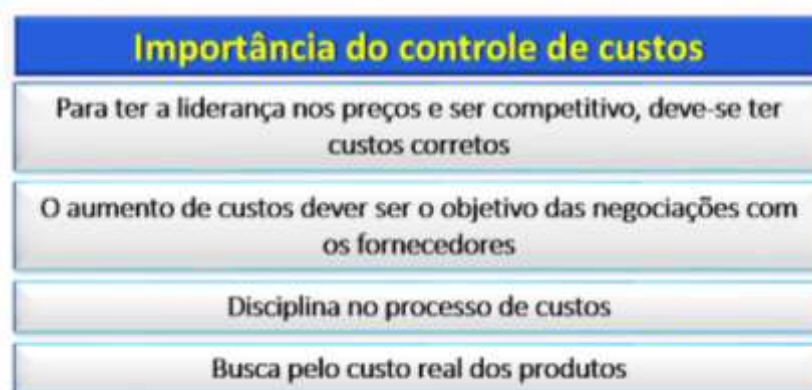 Importância do controle de custos
Para ter a liderança nos preços e ser competitivo, deve-se ter
custos corretos
O aumento de custos dever ser o objetivo das negociações com
os fornecedores
Disciplina no processo de custos
Busca pelo custo real dos produtos